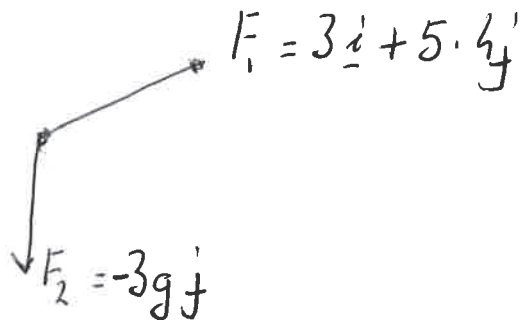 F₁ = 3i + 5.4j
F₂ = -3gj